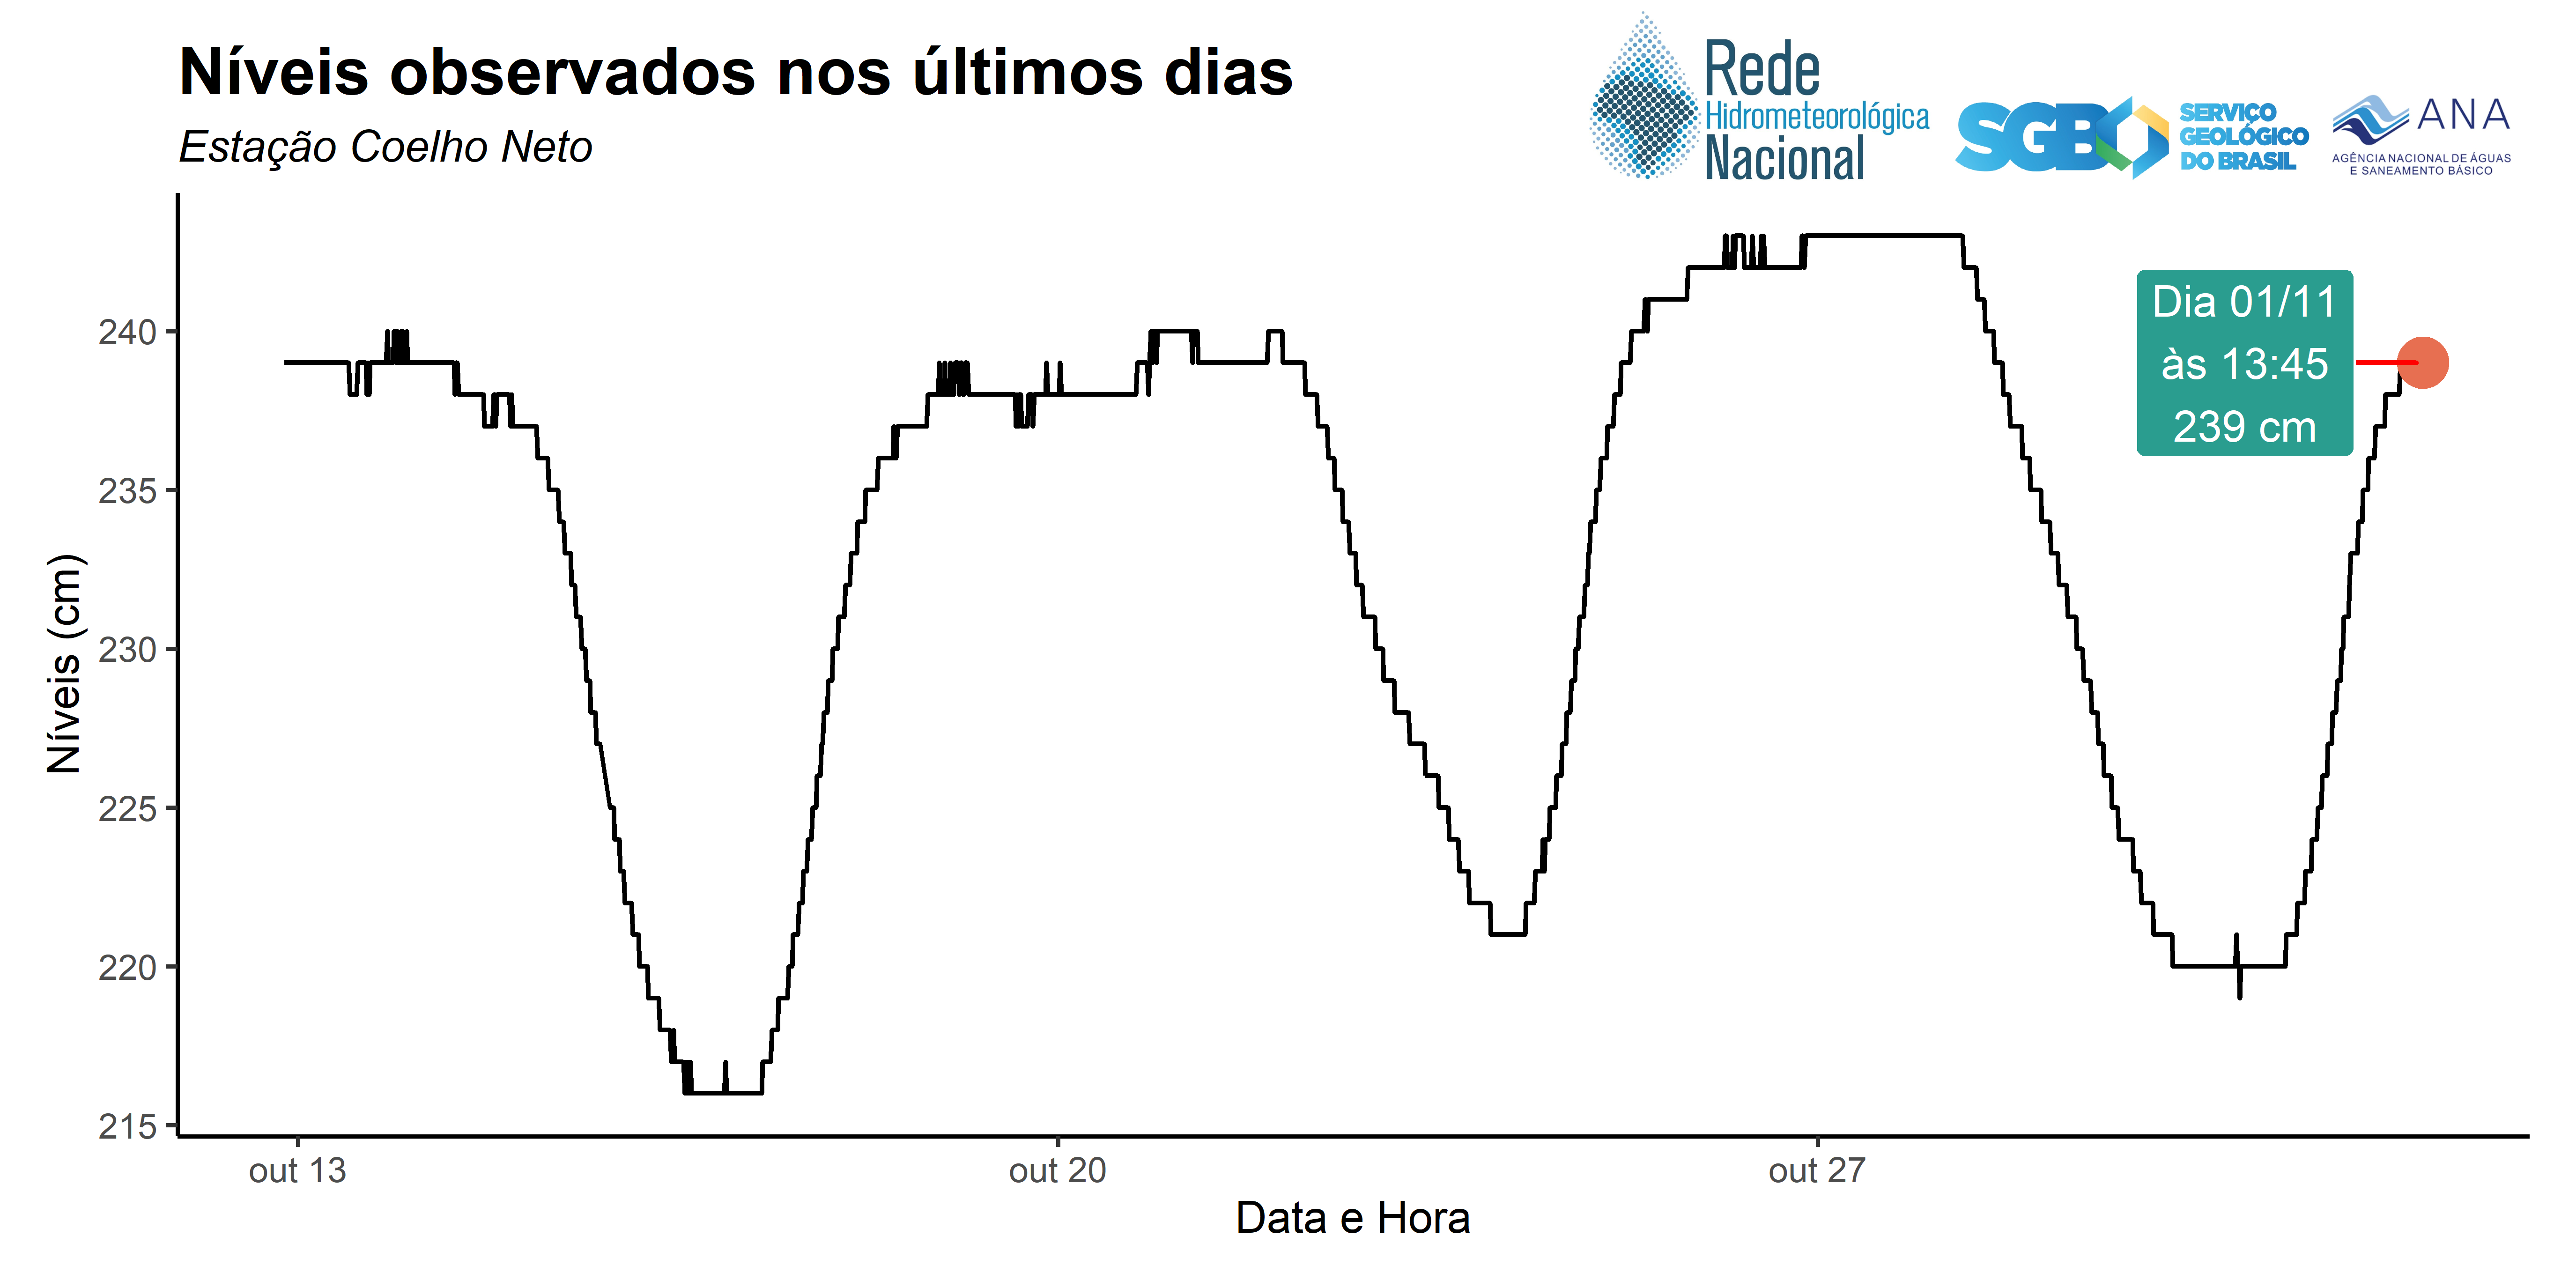 Níveis observados nos últimos dias
Estação Coelho Neto
Rede
Hidrometeorológica
Nacional
SGB
SERVIÇO
GEOLÓGICO
DO BRASIL
ANA
AGÊNCIA NACIONAL DE ÁGUAS
E SANEAMENTO BÁSICO
Níveis (cm)
240
235
230
225
220
215
Dia 01/11
às 13:45
239 cm
out 13
out 20
out 27
Data e Hora